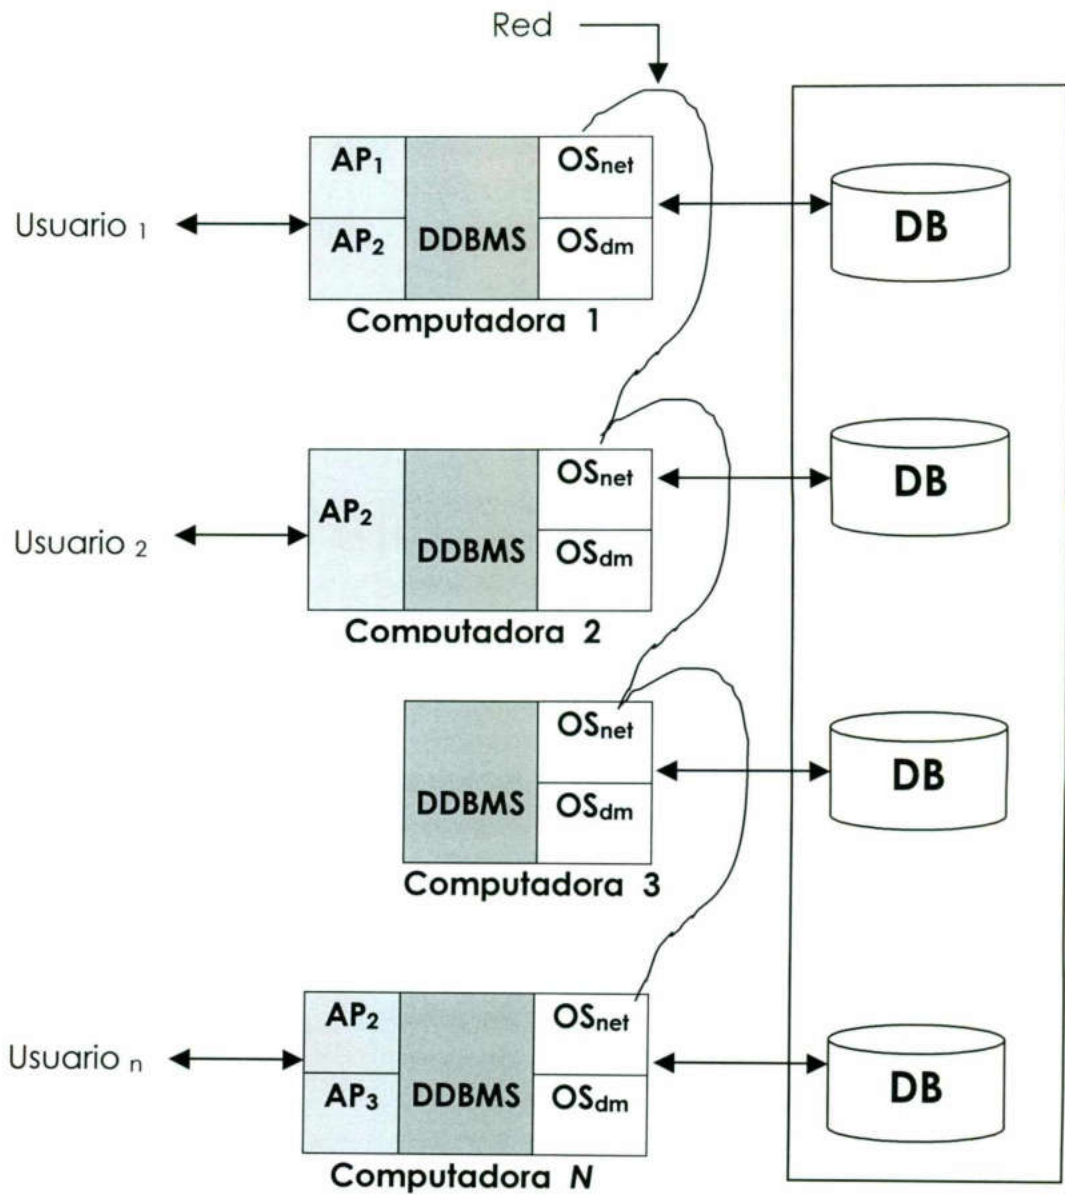 Red
AP1 OSnet
Usuario 1 AP2 DDBMS OSdm DB
Computadora 1
OSnet
Usuario 2 AP2 DDBMS OSdm DB
Computadora 2
OSnet
DDBMS OSdm DB
Computadora 3
AP2 OSnet
Usuario n AP3 DDBMS OSdm DB
Computadora N